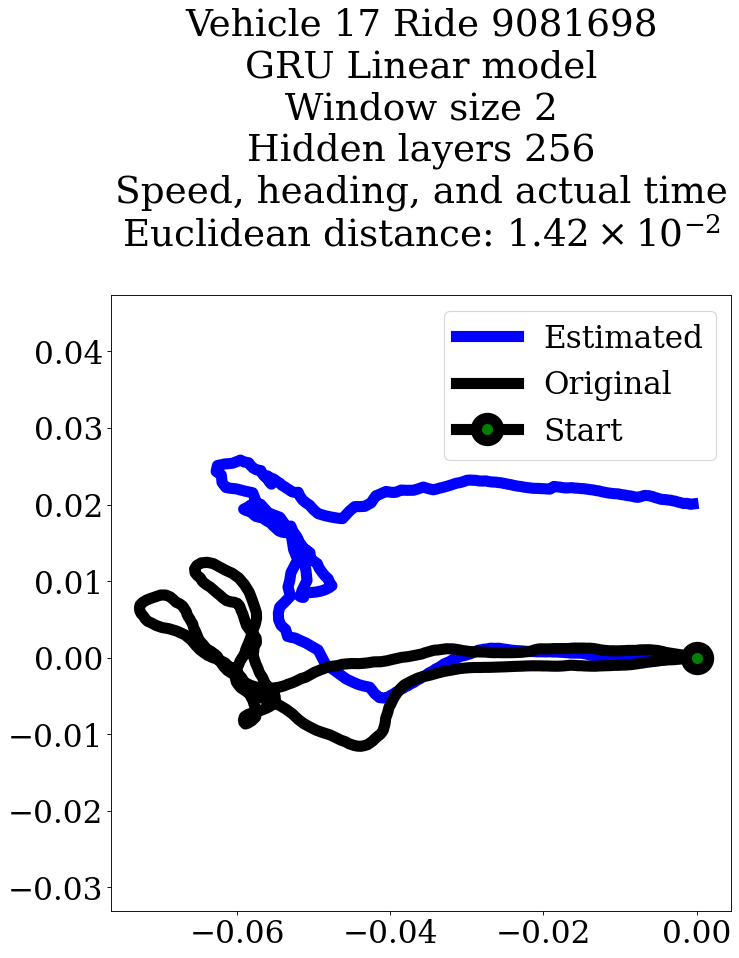 Vehicle 17 Ride 9081698
GRU Linear model
Window size 2
Hidden layers 256
Speed, heading, and actual time
Euclidean distance: 1.42 × 10⁻²
Estimated
Original
Start
0.04
0.03
0.02
0.01
0.00
−0.01
−0.02
−0.03
−0.06 −0.04 −0.02 0.00